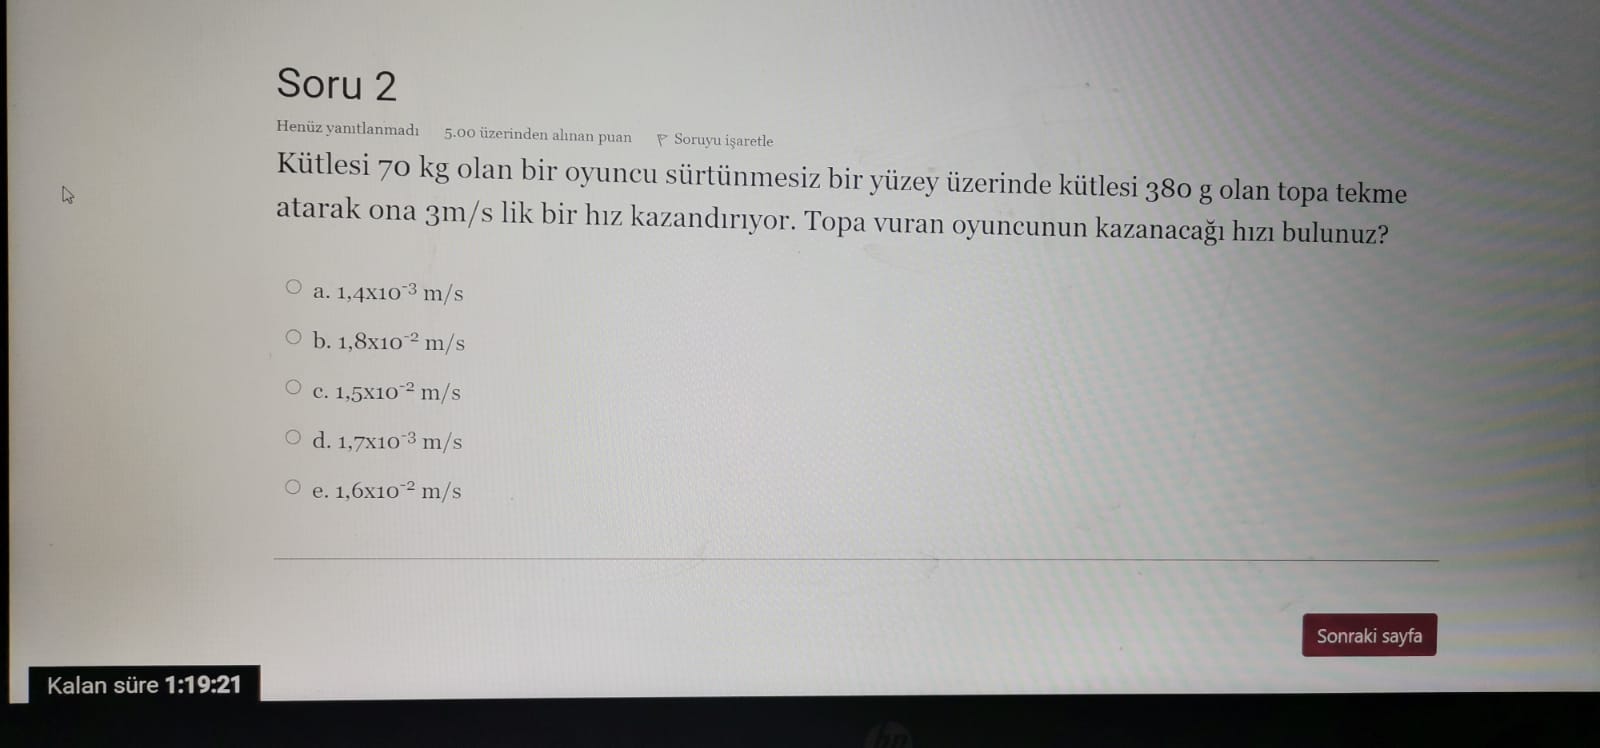 Soru 2
Henüz yanıtlanmadı 5.00 üzerinden alınan puan Soruyu işaretle
Kütlesi 70 kg olan bir oyuncu sürtünmesiz bir yüzey üzerinde kütlesi 380 g olan topa tekme
atarak ona 3m/s lik bir hız kazandırıyor. Topa vuran oyuncunun kazanacağı hızı bulunuz?
a. 1,4x10⁻³ m/s
b. 1,8x10⁻² m/s
c. 1,5x10⁻² m/s
d. 1,7x10⁻³ m/s
e. 1,6x10⁻² m/s
Sonraki sayfa
Kalan süre 1:19:21
hp